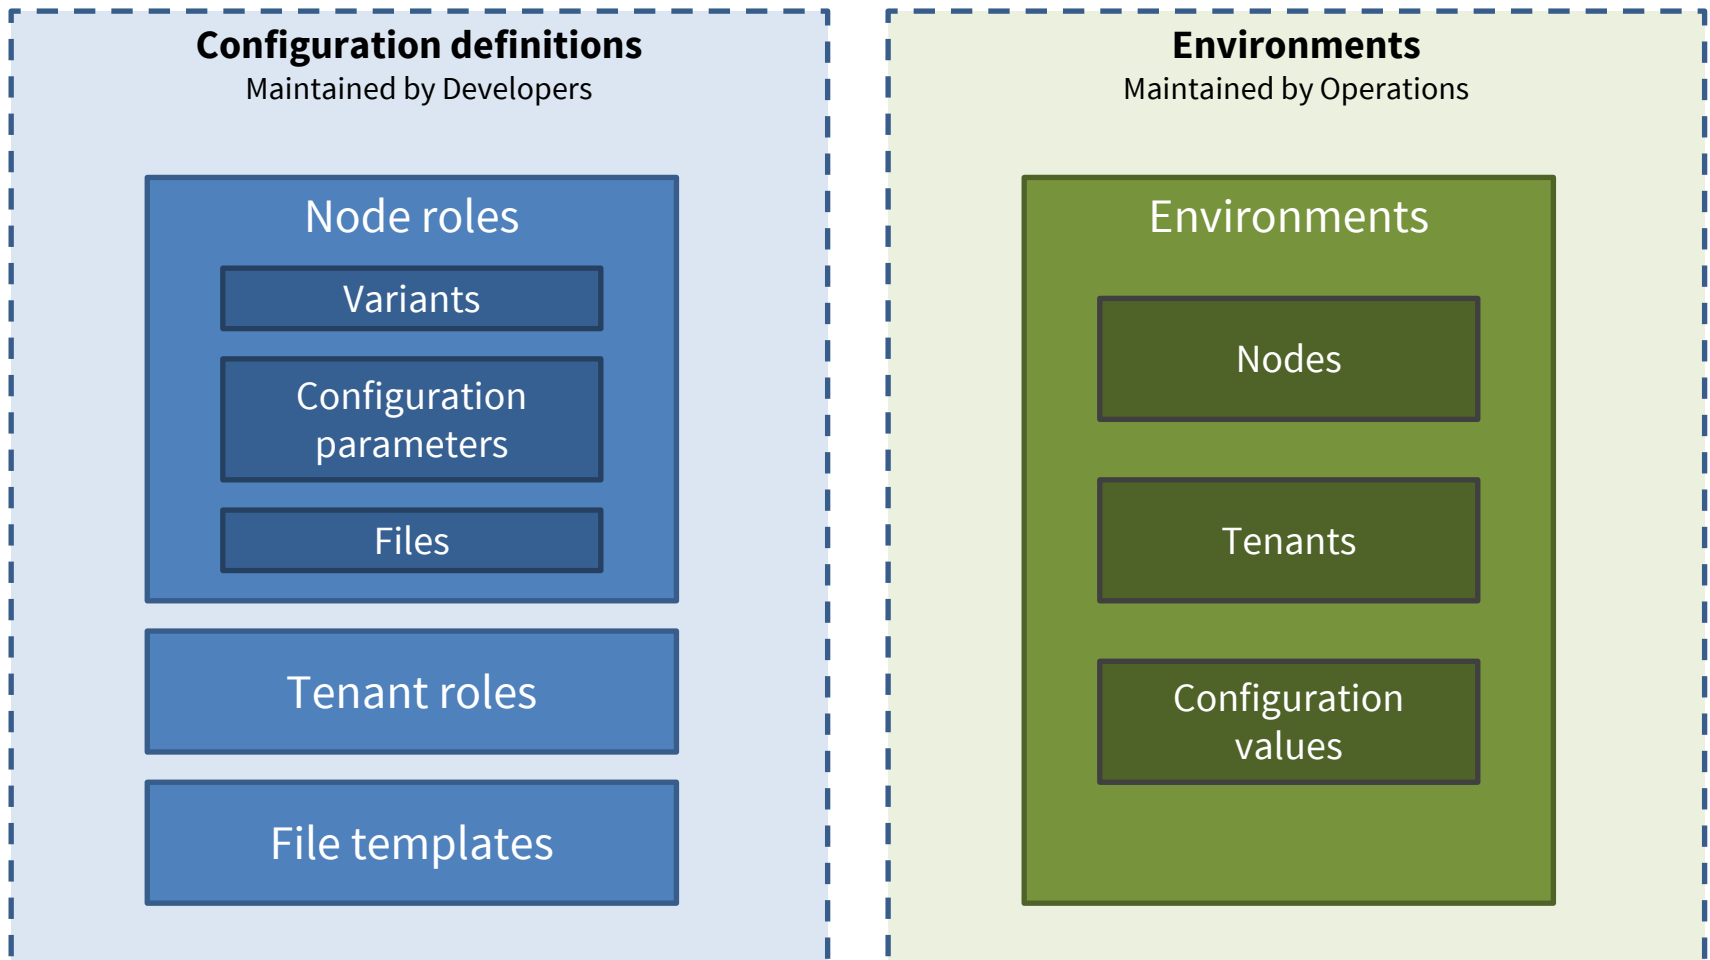 Configuration definitions
Maintained by Developers
Node roles
Variants
Configuration
parameters
Files
Tenant roles
File templates
Environments
Maintained by Operations
Environments
Nodes
Tenants
Configuration
values